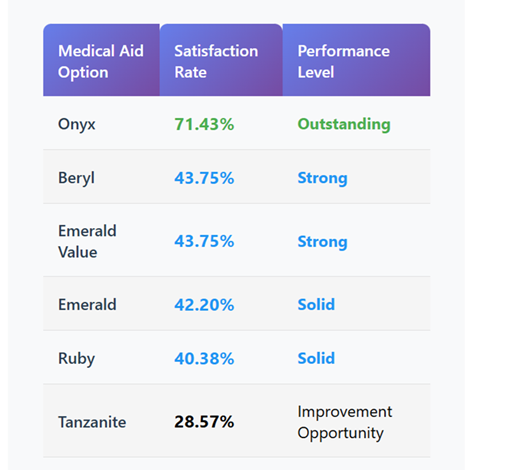 Medical Aid Option Satisfaction Rate Performance Level
Onyx 71.43% Outstanding
Beryl 43.75% Strong
Emerald Value 43.75% Strong
Emerald 42.20% Solid
Ruby 40.38% Solid
Tanzanite 28.57% Improvement Opportunity